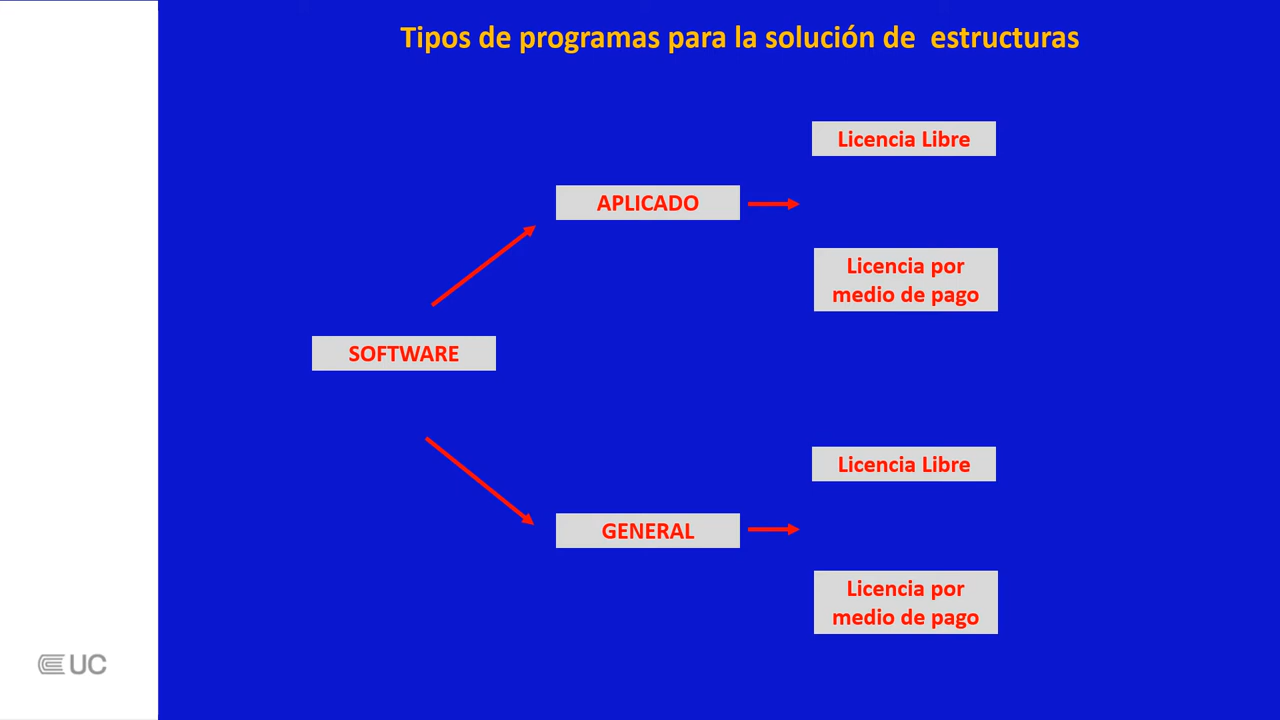 Tipos de programas para la solución de estructuras
Licencia Libre
APLICADO
Licencia por
medio de pago
SOFTWARE
Licencia Libre
GENERAL
Licencia por
medio de pago
UC